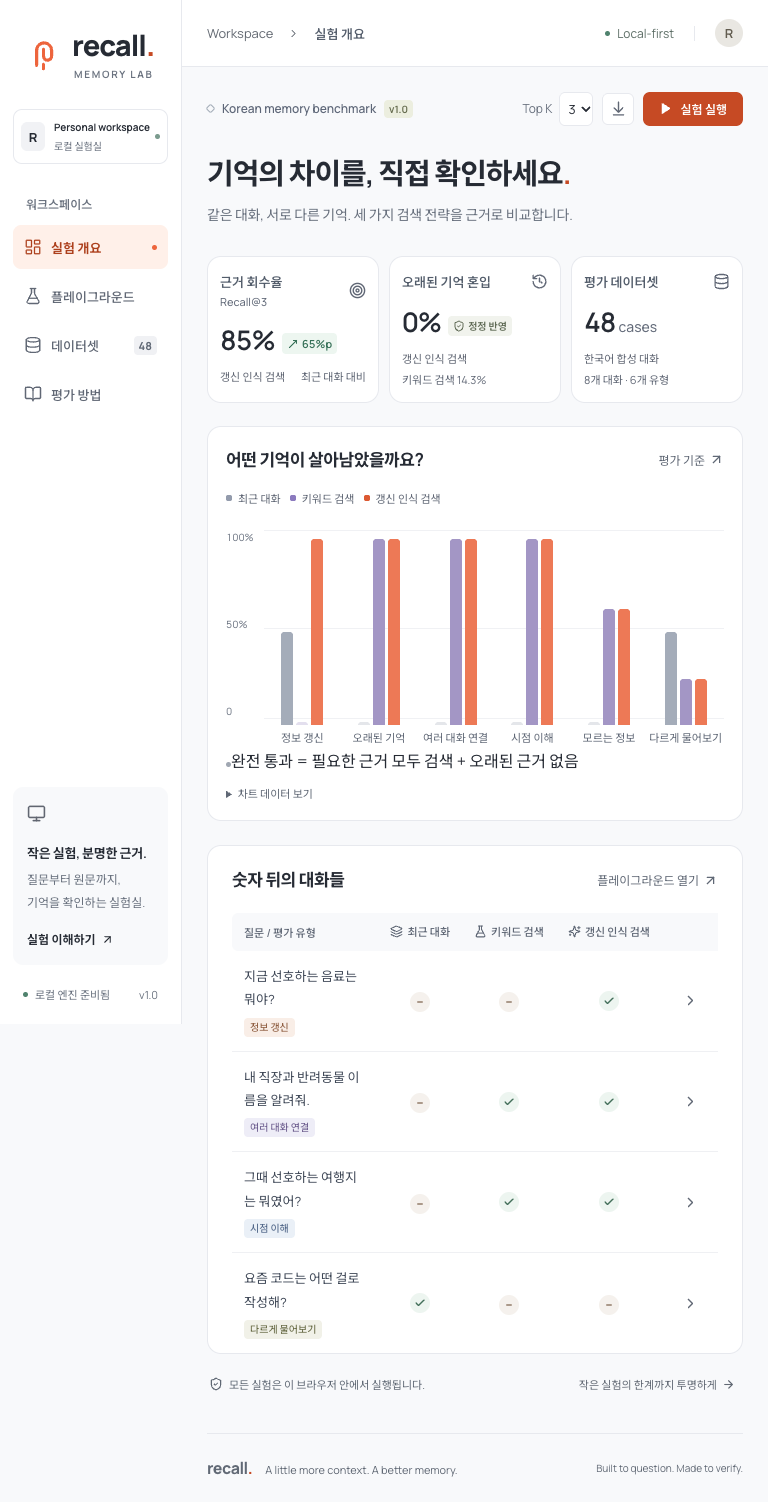 recall.
MEMORY LAB
R
Personal workspace
로컬 실험실
워크스페이스
실험 개요
플레이그라운드
데이터셋
48
평가 방법
작은 실험, 분명한 근거.
질문부터 원문까지,
기억을 확인하는 실험실.
실험 이해하기
로컬 엔진 준비됨
v1.0
Workspace
실험 개요
Local-first
R
Korean memory benchmark
v1.0
Top K
3
실험 실행
기억의 차이를, 직접 확인하세요.
같은 대화, 서로 다른 기억. 세 가지 검색 전략을 근거로 비교합니다.
근거 회수율
Recall@3
85%
↗ 65%p
갱신 인식 검색
최근 대화 대비
오래된 기억 혼입
0%
정정 반영
갱신 인식 검색
키워드 검색 14.3%
평가 데이터셋
48 cases
한국어 합성 대화
8개 대화 · 6개 유형
어떤 기억이 살아남았을까요?
평가 기준
최근 대화
키워드 검색
갱신 인식 검색
100%
50%
0
정보 갱신
오래된 기억
여러 대화 연결
시점 이해
모르는 정보
다르게 물어보기
완전 통과 = 필요한 근거 모두 검색 + 오래된 근거 없음
차트 데이터 보기
숫자 뒤의 대화들
플레이그라운드 열기
질문 / 평가 유형
최근 대화
키워드 검색
갱신 인식 검색
지금 선호하는 음료는
뭐야?
정보 갱신
내 직장과 반려동물 이
름을 알려줘.
여러 대화 연결
그때 선호하는 여행지
는 뭐였어?
시점 이해
요즘 코드는 어떤 걸로
작성해?
다르게 물어보기
모든 실험은 이 브라우저 안에서 실행됩니다.
작은 실험의 한계까지 투명하게
recall.
A little more context. A better memory.
Built to question. Made to verify.